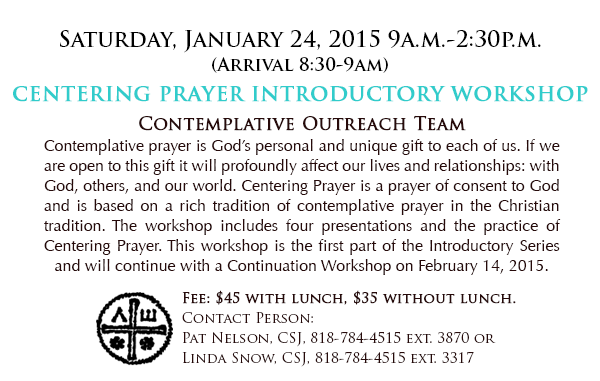 Saturday, January 24, 2015 9a.m.-2:30p.m.
(Arrival 8:30-9am)
CENTERING PRAYER INTRODUCTORY WORKSHOP
Contemplative Outreach Team
Contemplative prayer is God's personal and unique gift to each of us. If we
are open to this gift it will profoundly affect our lives and relationships: with
God, others, and our world. Centering Prayer is a prayer of consent to God
and is based on a rich tradition of contemplative prayer in the Christian
tradition. The workshop includes four presentations and the practice of
Centering Prayer. This workshop is the first part of the Introductory Series
and will continue with a Continuation Workshop on February 14, 2015.
Fee: $45 with lunch, $35 without lunch.
Contact Person:
Pat Nelson, CSJ, 818-784-4515 ext. 3870 or
Linda Snow, CSJ, 818-784-4515 ext. 3317